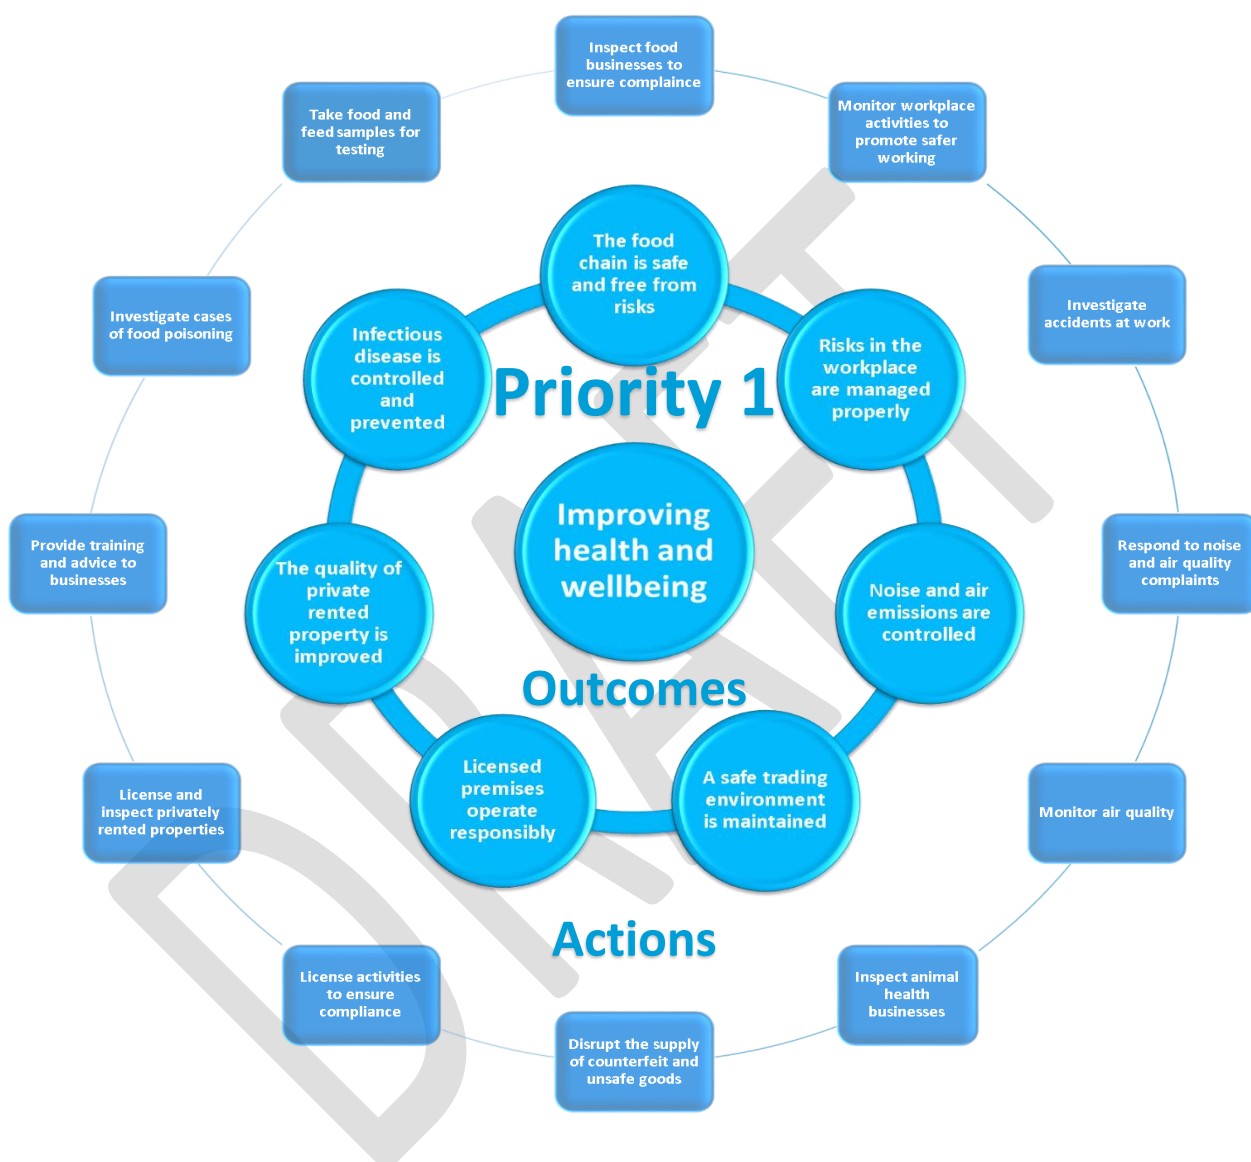 Inspect food
businesses to
ensure complaince
Monitor workplace
activities to
promote safer
working
Investigate
accidents at work
Respond to noise
and air quality
complaints
Monitor air quality
Inspect animal
health
businesses
Disrupt the supply
of counterfeit and
unsafe goods
License activities
to ensure
compliance
License and
inspect privately
rented properties
Provide training
and advice to
businesses
Investigate cases
of food poisoning
Take food and
feed samples for
testing
The food
chain is safe
and free from
risks
Risks in the
workplace
are managed
properly
Noise and air
emissions are
controlled
A safe trading
environment
is maintained
Licensed
premises
operate
responsibly
The quality of
private
rented
property is
improved
Infectious
disease is
controlled
and
prevented
Priority 1
Improving
health and
wellbeing
Outcomes
Actions
DRAFT